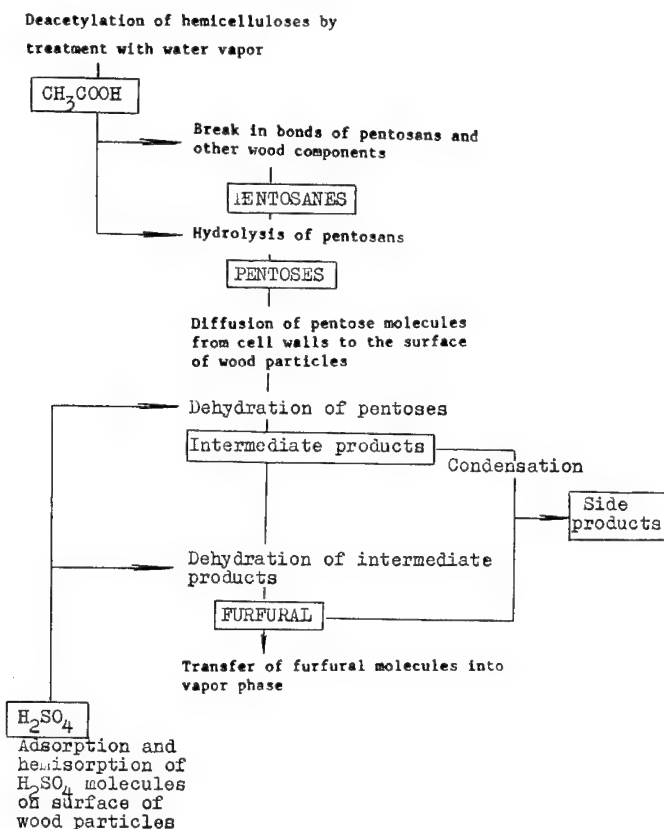 Deacetylation of hemicelluloses by
treatment with water vapor
CH₃COOH
Break in bonds of pentosans and
other wood components
PENTOSANES
Hydrolysis of pentosans
PENTOSES
Diffusion of pentose molecules
from cell walls to the surface
of wood particles
Dehydration of pentoses
Intermediate products
Condensation
Side
products
Dehydration of intermediate
products
FURFURAL
Transfer of furfural molecules into
vapor phase
H₂SO₄
Adsorption and
hemisorption of
H₂SO₄ molecules
on surface of
wood particles